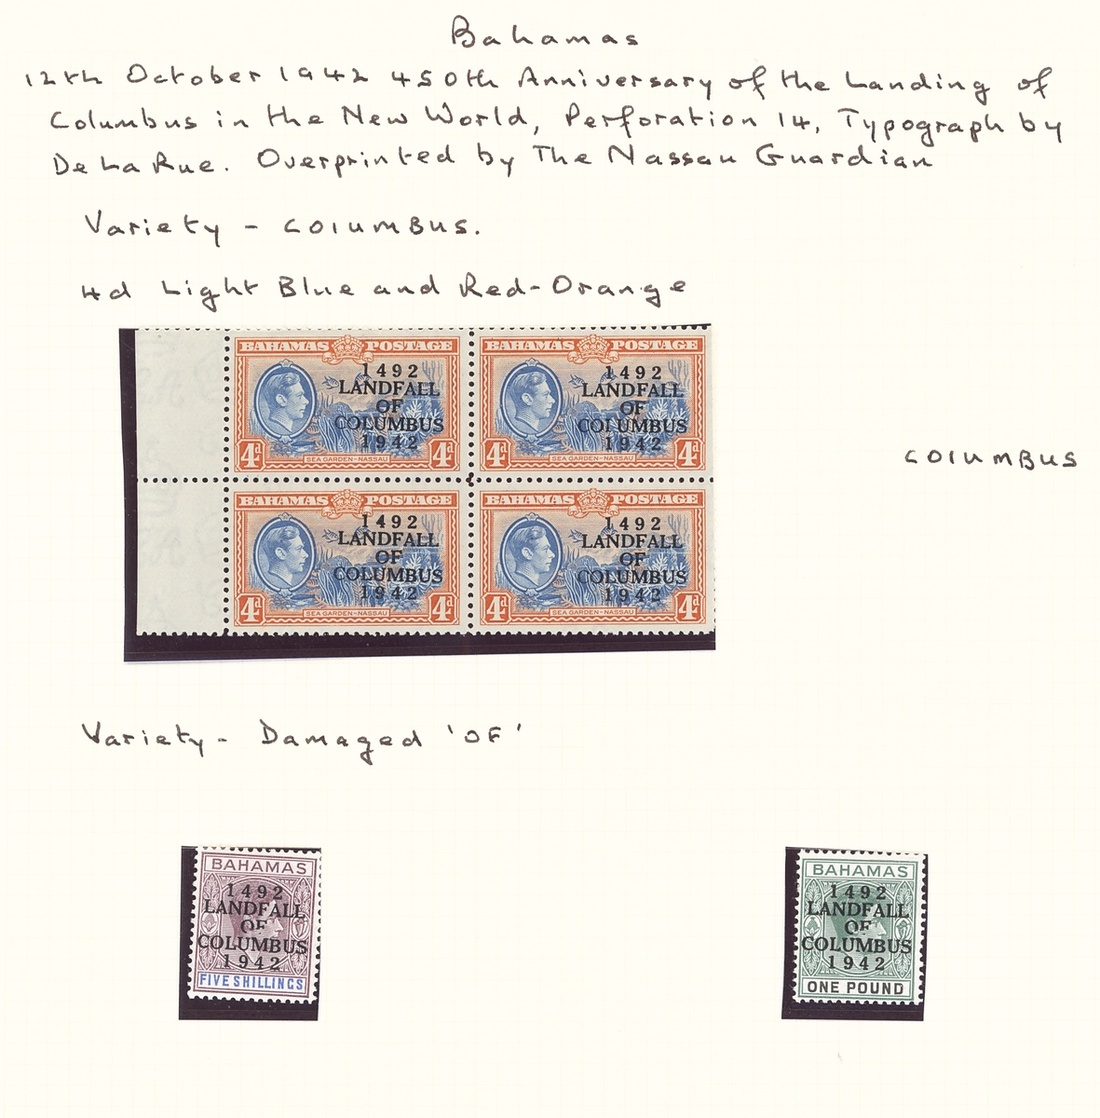 Bahamas
12th October 1942 450th Anniversary of the Landing of
Columbus in the New World, Perforation 14, Typograph by
De La Rue. Overprinted by The Nassau Guardian
Variety - COIUMBUS.
4d Light Blue and Red-Orange
BAHAMAS POSTAGE
1492
LANDFALL
OF
COLUMBUS
1942
4d 4d
SEA GARDEN-NASSAU
BAHAMAS POSTAGE
1492
LANDFALL
OF
COLUMBUS
1942
4d 4d
SEA GARDEN-NASSAU
COIUMBUS
BAHAMAS POSTAGE
1492
LANDFALL
OF
COLUMBUS
1942
4d 4d
SEA GARDEN-NASSAU
BAHAMAS POSTAGE
1492
LANDFALL
OF
COLUMBUS
1942
4d 4d
SEA GARDEN-NASSAU
Variety - Damaged 'OF'
BAHAMAS
1492
LANDFALL
OF
COLUMBUS
1942
FIVE SHILLINGS
BAHAMAS
1492
LANDFALL
OF
COLUMBUS
1942
ONE POUND